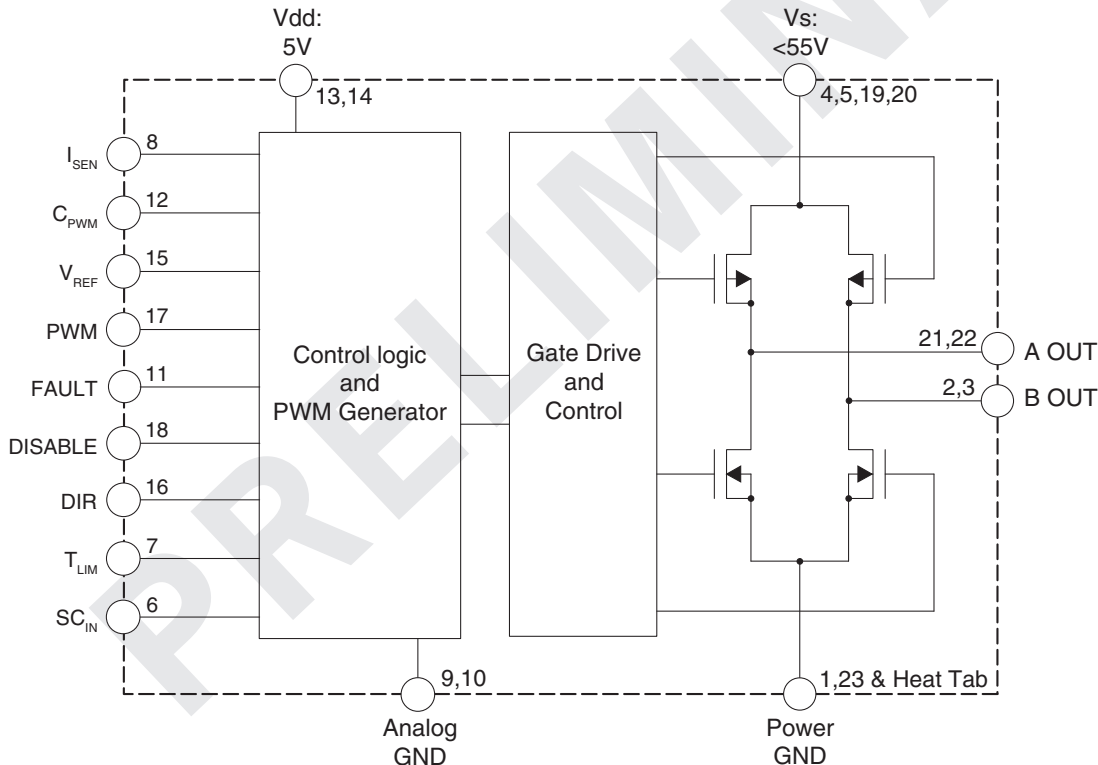 Vdd:
5V
Vs:
<55V
13,14
4,5,19,20
I_SEN 8
C_PWM 12
V_REF 15
PWM 17
FAULT 11
DISABLE 18
DIR 16
T_LIM 7
SC_IN 6
Control logic
and
PWM Generator
Gate Drive
and
Control
21,22 A OUT
2,3 B OUT
9,10
Analog
GND
1,23 & Heat Tab
Power
GND
PRELIMINA